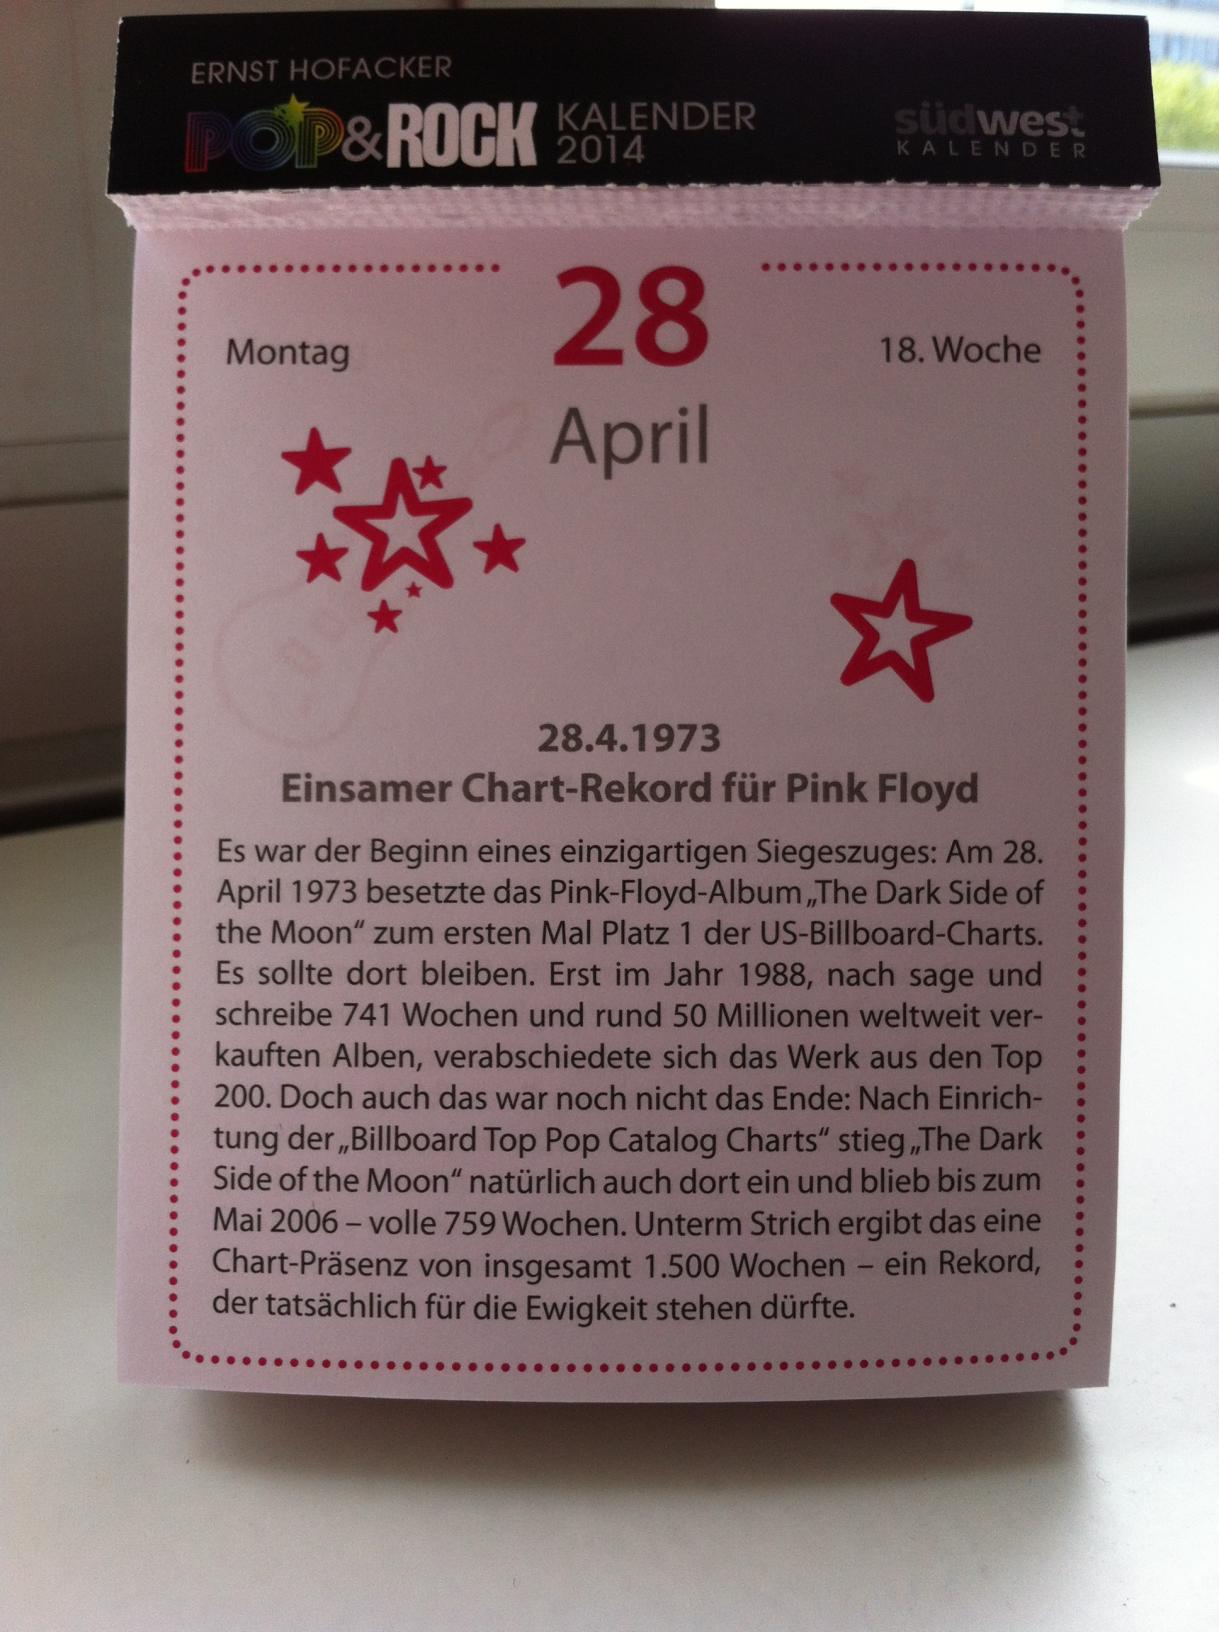 ERNST HOFACKER
POP&ROCK KALENDER 2014
südwest
KALENDER
28
Montag
18. Woche
April
28.4.1973
Einsamer Chart-Rekord für Pink Floyd
Es war der Beginn eines einzigartigen Siegeszuges: Am 28.
April 1973 besetzte das Pink-Floyd-Album „The Dark Side of
the Moon“ zum ersten Mal Platz 1 der US-Billboard-Charts.
Es sollte dort bleiben. Erst im Jahr 1988, nach sage und
schreibe 741 Wochen und rund 50 Millionen weltweit ver-
kauften Alben, verabschiedete sich das Werk aus den Top
200. Doch auch das war noch nicht das Ende: Nach Einrich-
tung der „Billboard Top Pop Catalog Charts“ stieg „The Dark
Side of the Moon“ natürlich auch dort ein und blieb bis zum
Mai 2006 – volle 759 Wochen. Unterm Strich ergibt das eine
Chart-Präsenz von insgesamt 1.500 Wochen – ein Rekord,
der tatsächlich für die Ewigkeit stehen dürfte.